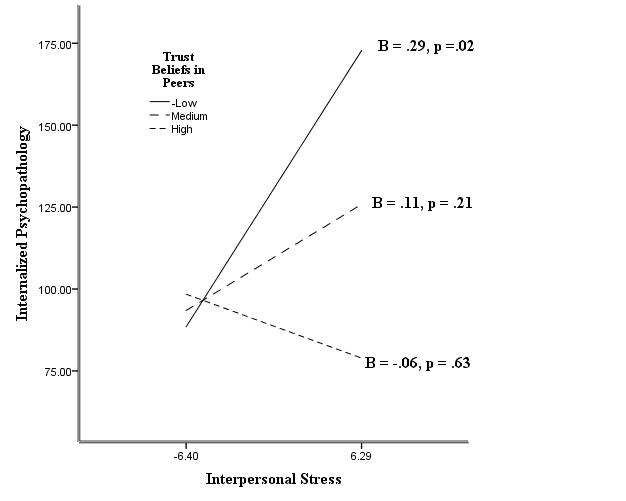 175.00
150.00
125.00
100.00
75.00
Internalized Psychopathology
Trust
Beliefs in
Peers
-Low
Medium
High
B = .29, p =.02
B = .11, p = .21
B = -.06, p = .63
-6.40
6.29
Interpersonal Stress